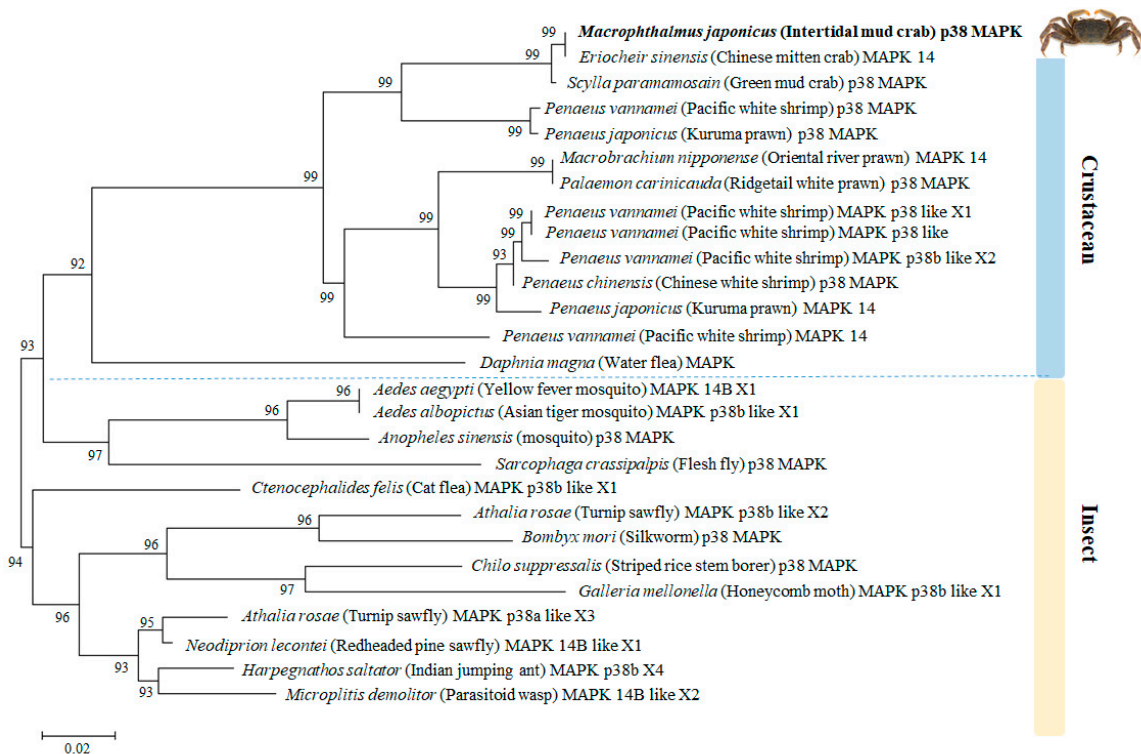 99 Macrophthalmus japonicus (Intertidal mud crab) p38 MAPK
99 Eriocheir sinensis (Chinese mitten crab) MAPK 14
Scylla paramamosain (Green mud crab) p38 MAPK
99
Penaeus vannamei (Pacific white shrimp) p38 MAPK
99 Penaeus japonicus (Kuruma prawn) p38 MAPK
99 Macrobrachium nipponense (Oriental river prawn) MAPK 14
Palaemon carinicauda (Ridgetail white prawn) p38 MAPK
99
99
99 Penaeus vannamei (Pacific white shrimp) MAPK p38 like X1
99 Penaeus vannamei (Pacific white shrimp) MAPK p38 like
93 Penaeus vannamei (Pacific white shrimp) MAPK p38b like X2
92
99
Penaeus chinensis (Chinese white shrimp) p38 MAPK
99 Penaeus japonicus (Kuruma prawn) MAPK 14
Penaeus vannamei (Pacific white shrimp) MAPK 14
93
Daphnia magna (Water flea) MAPK
Crustacean
96 Aedes aegypti (Yellow fever mosquito) MAPK 14B X1
96 Aedes albopictus (Asian tiger mosquito) MAPK p38b like X1
Anopheles sinensis (mosquito) p38 MAPK
97
Sarcophaga crassipalpis (Flesh fly) p38 MAPK
Ctenocephalides felis (Cat flea) MAPK p38b like X1
96 Athalia rosae (Turnip sawfly) MAPK p38b like X2
Bombyx mori (Silkworm) p38 MAPK
96
94
Chilo suppressalis (Striped rice stem borer) p38 MAPK
97 Galleria mellonella (Honeycomb moth) MAPK p38b like X1
96
95 Athalia rosae (Turnip sawfly) MAPK p38a like X3
Neodiprion lecontei (Redheaded pine sawfly) MAPK 14B like X1
93
Harpegnathos saltator (Indian jumping ant) MAPK p38b X4
93 Microplitis demolitor (Parasitoid wasp) MAPK 14B like X2
Insect
0.02